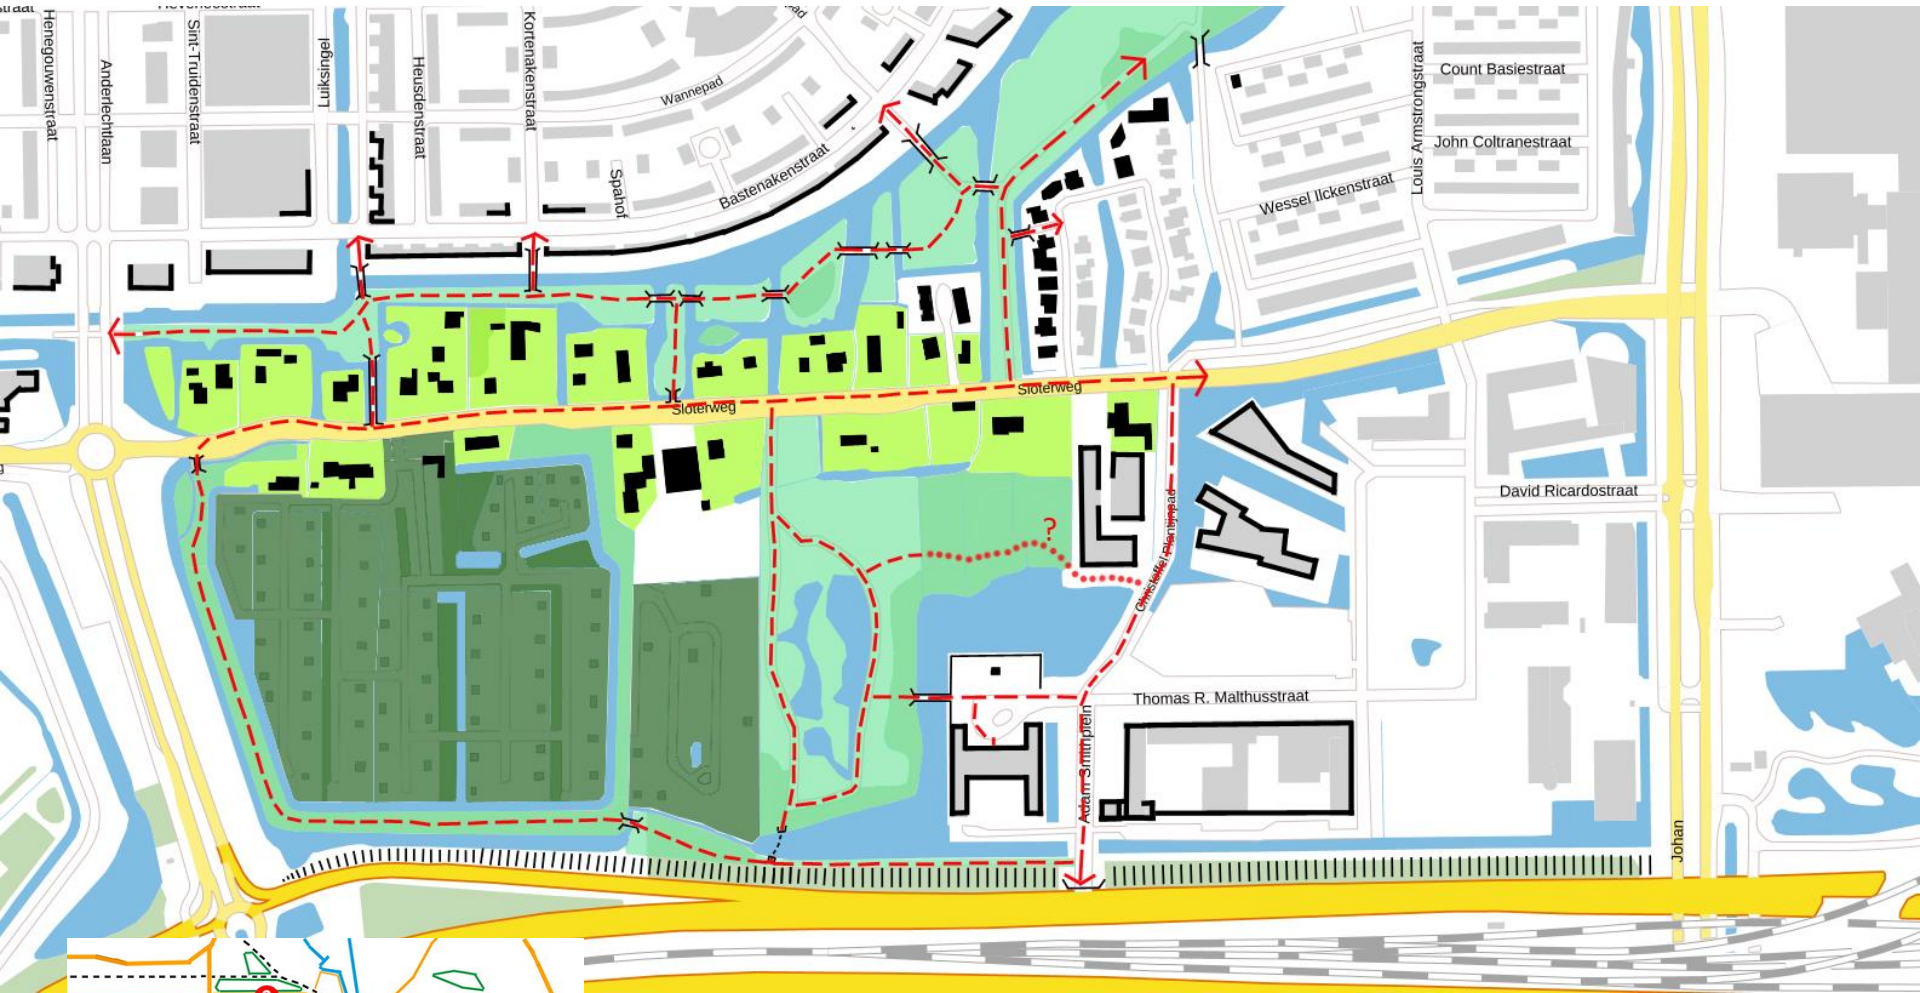 straat
Henegouwenstraat
Anderlechtlaan
Sint-Truidenstraat
Luiksingel
Heusdenstraat
Kortenakenstraat
Wannepad
Spahof
Bastenakenstraat
Louis Armstrongstraat
Count Basiestraat
John Coltranestraat
Wessel Ilckenstraat
Sloterweg
Sloterweg
David Ricardostraat
Christoffel Plantijnpad
?
Thomas R. Malthusstraat
Adam Smithplein
Johan